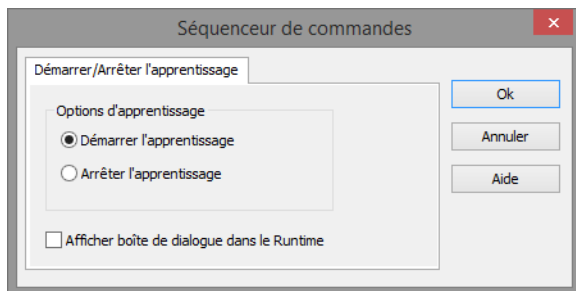 Séquenceur de commandes
Démarrer/Arrêter l'apprentissage
Options d'apprentissage
Démarrer l'apprentissage
Arrêter l'apprentissage
Afficher boîte de dialogue dans le Runtime
Ok
Annuler
Aide